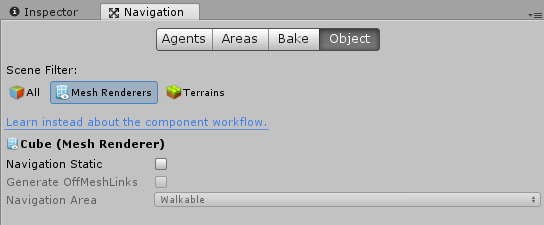 Inspector
Navigation
Agents
Areas
Bake
Object
Scene Filter:
All
Mesh Renderers
Terrains
Learn instead about the component workflow.
Cube (Mesh Renderer)
Navigation Static
Generate OffMeshLinks
Navigation Area
Walkable